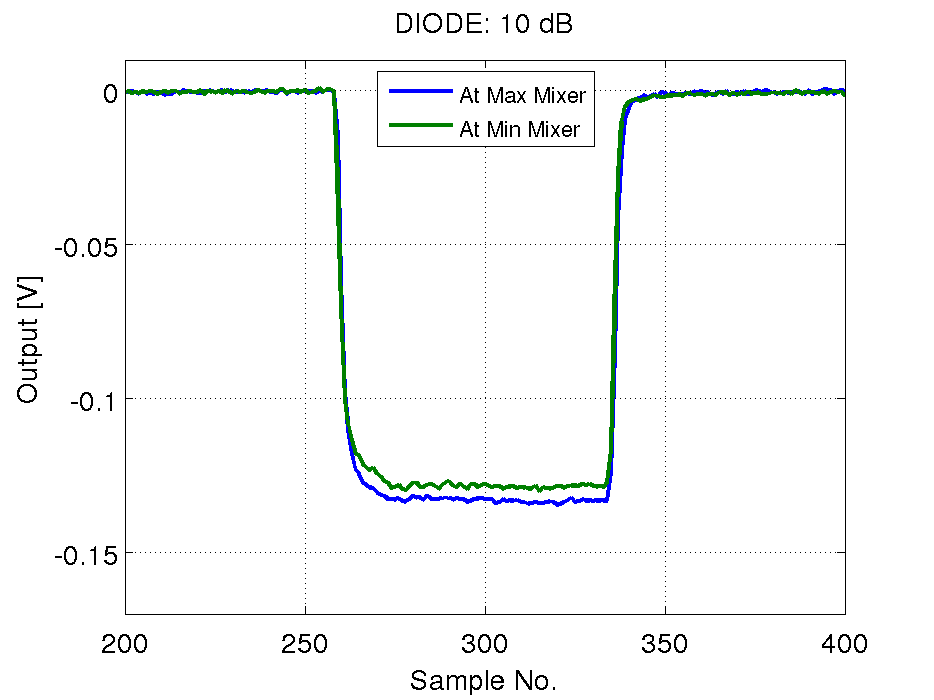 DIODE: 10 dB
At Max Mixer
At Min Mixer
0
-0.05
-0.1
-0.15
Output [V]
200
250
300
350
400
Sample No.